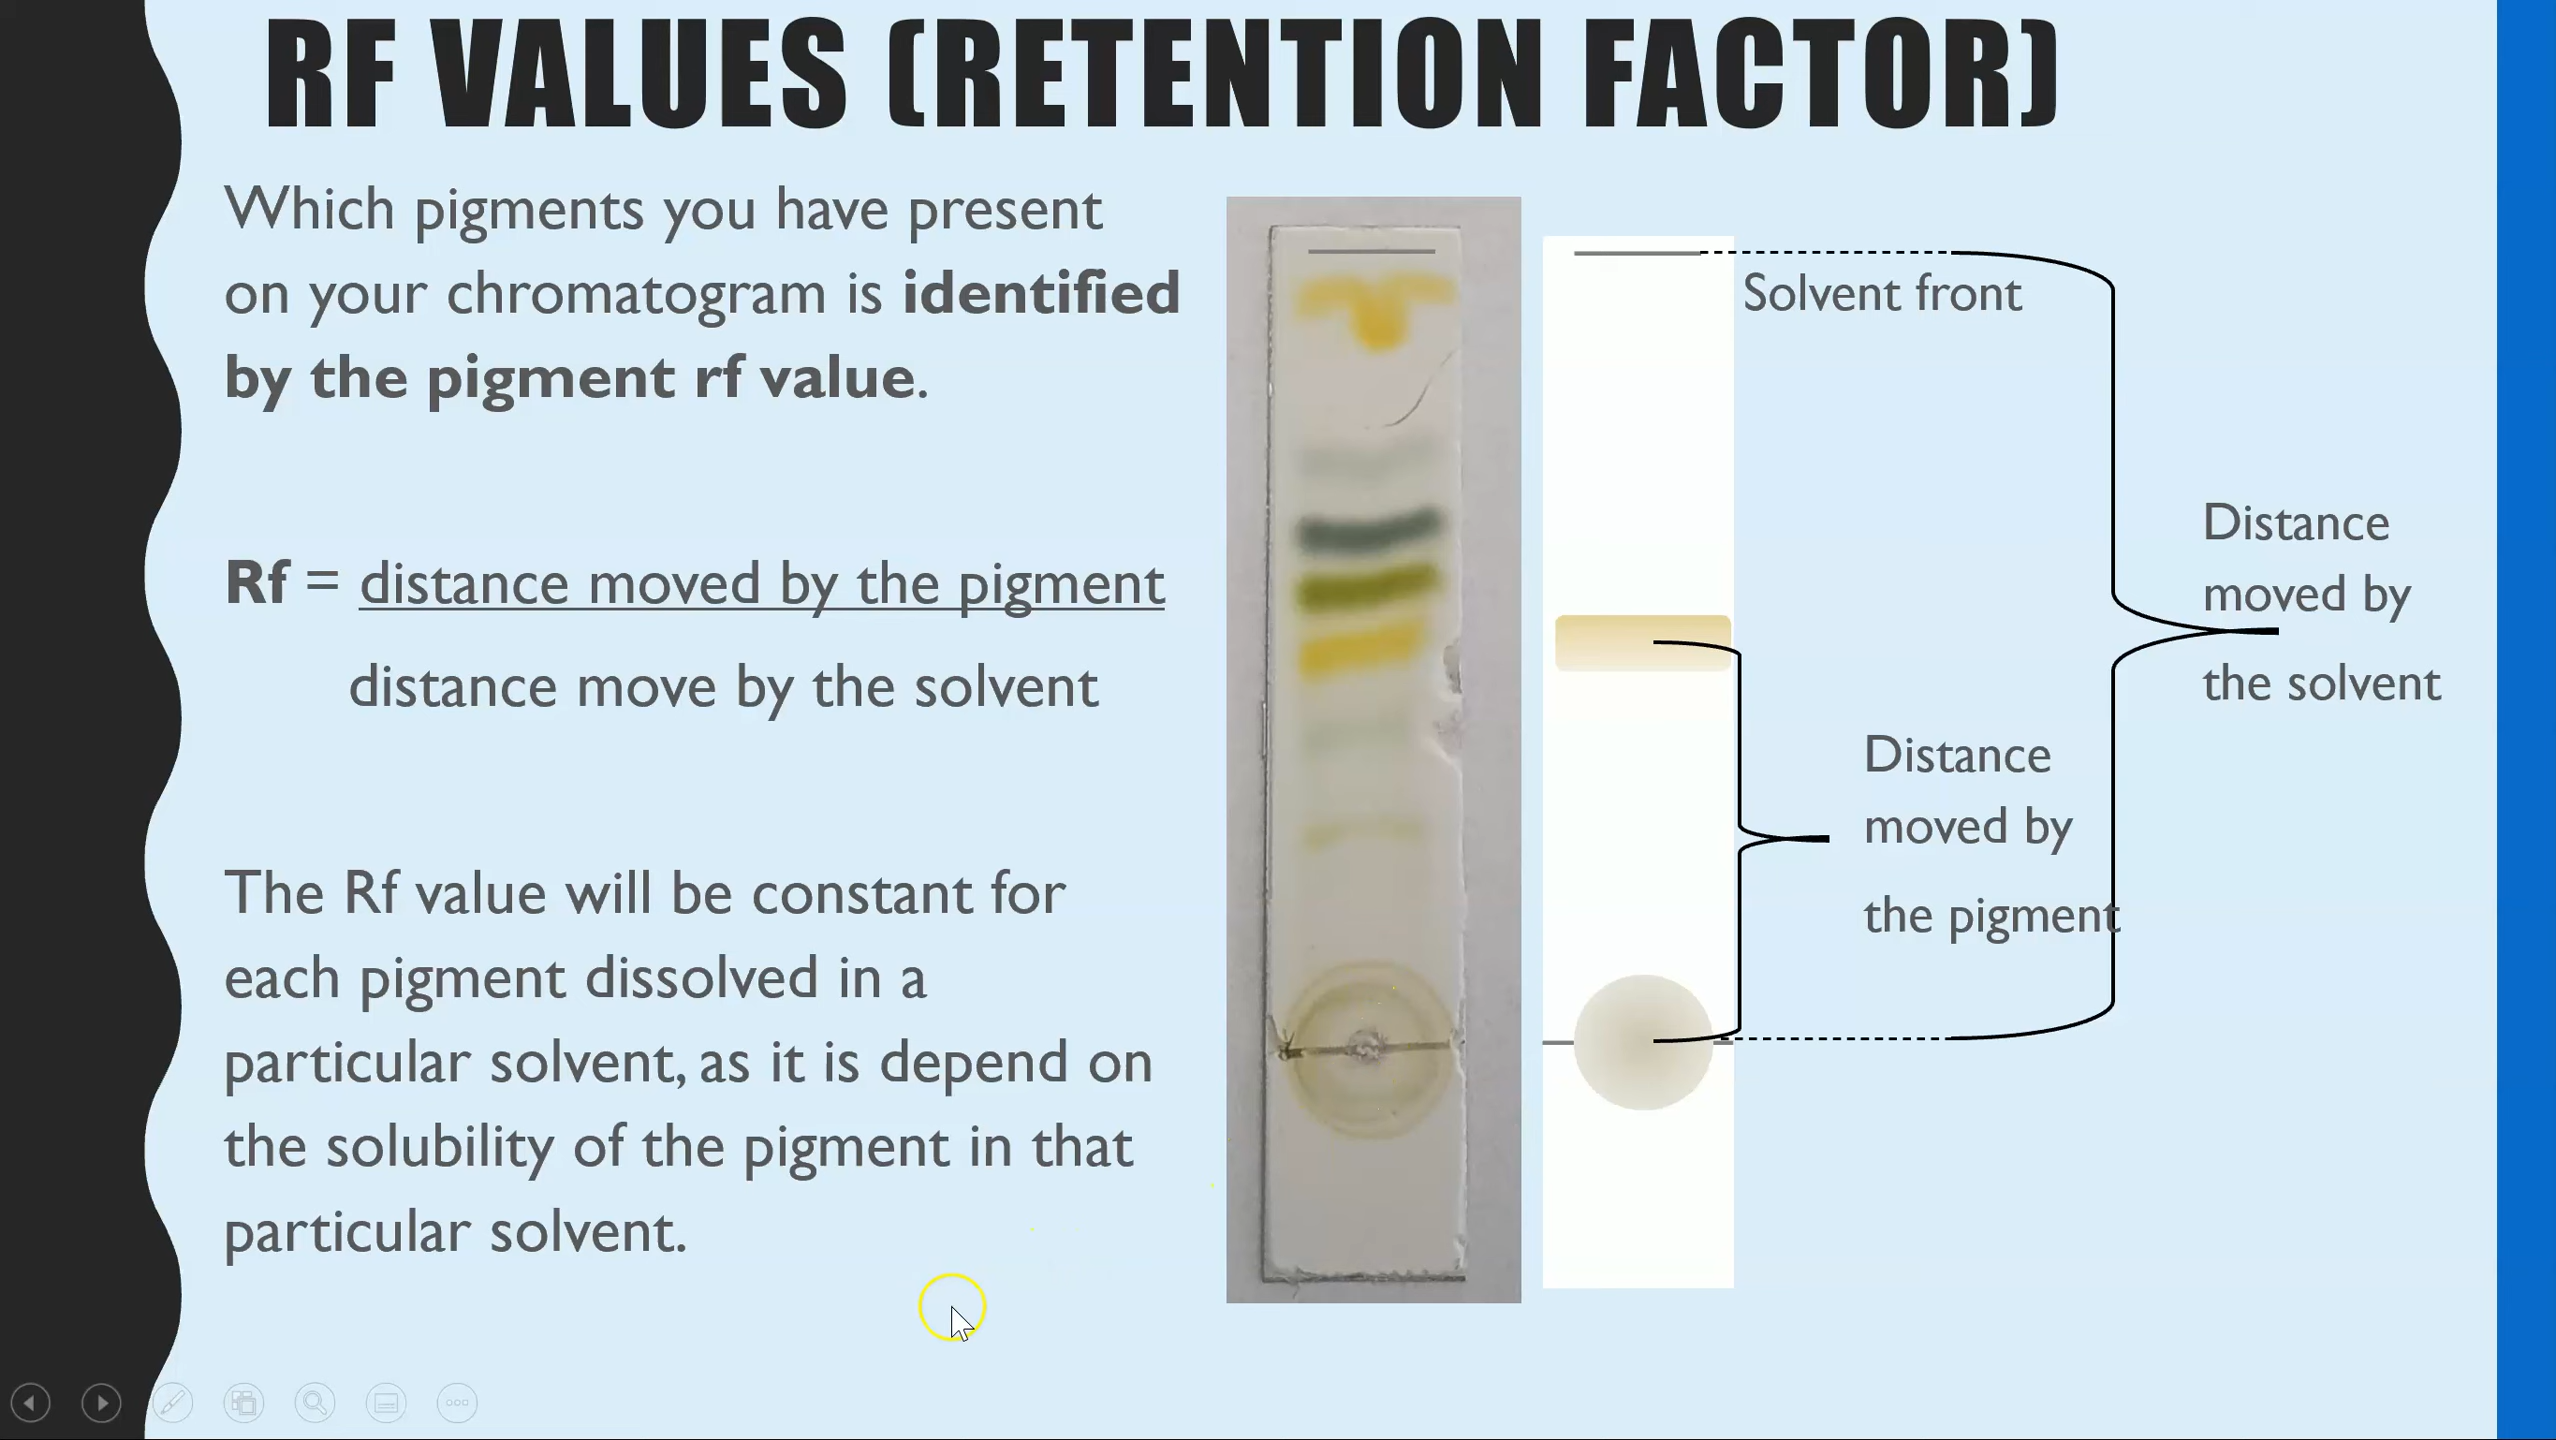 RF VALUES (RETENTION FACTOR)
Which pigments you have present
on your chromatogram is identified
by the pigment rf value.
Rf = distance moved by the pigment
distance move by the solvent
The Rf value will be constant for
each pigment dissolved in a
particular solvent, as it is depend on
the solubility of the pigment in that
particular solvent.
Solvent front
Distance
moved by
the solvent
Distance
moved by
the pigment